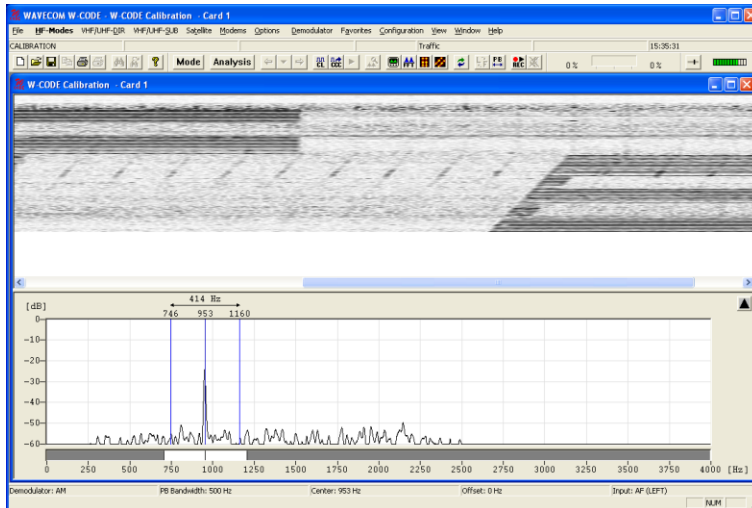 WAVECOM W-CODE - W-CODE Calibration - Card 1
File HF-Modes VHF/UHF-DIR VHF/UHF-SUB Satellite Modems Options Demodulator Favorites Configuration View Window Help
CALIBRATION Traffic 15:35:31
Mode Analysis 0 % 0 %
W-CODE Calibration - Card 1
414 Hz
[dB] 746 953 1160
0
-10
-20
-30
-40
-50
-60
0 250 500 750 1000 1250 1500 1750 2000 2250 2500 2750 3000 3250 3500 3750 4000 [Hz]
Demodulator: AM PB Bandwidth: 500 Hz Center: 953 Hz Offset: 0 Hz Input: AF (LEFT)
NUM